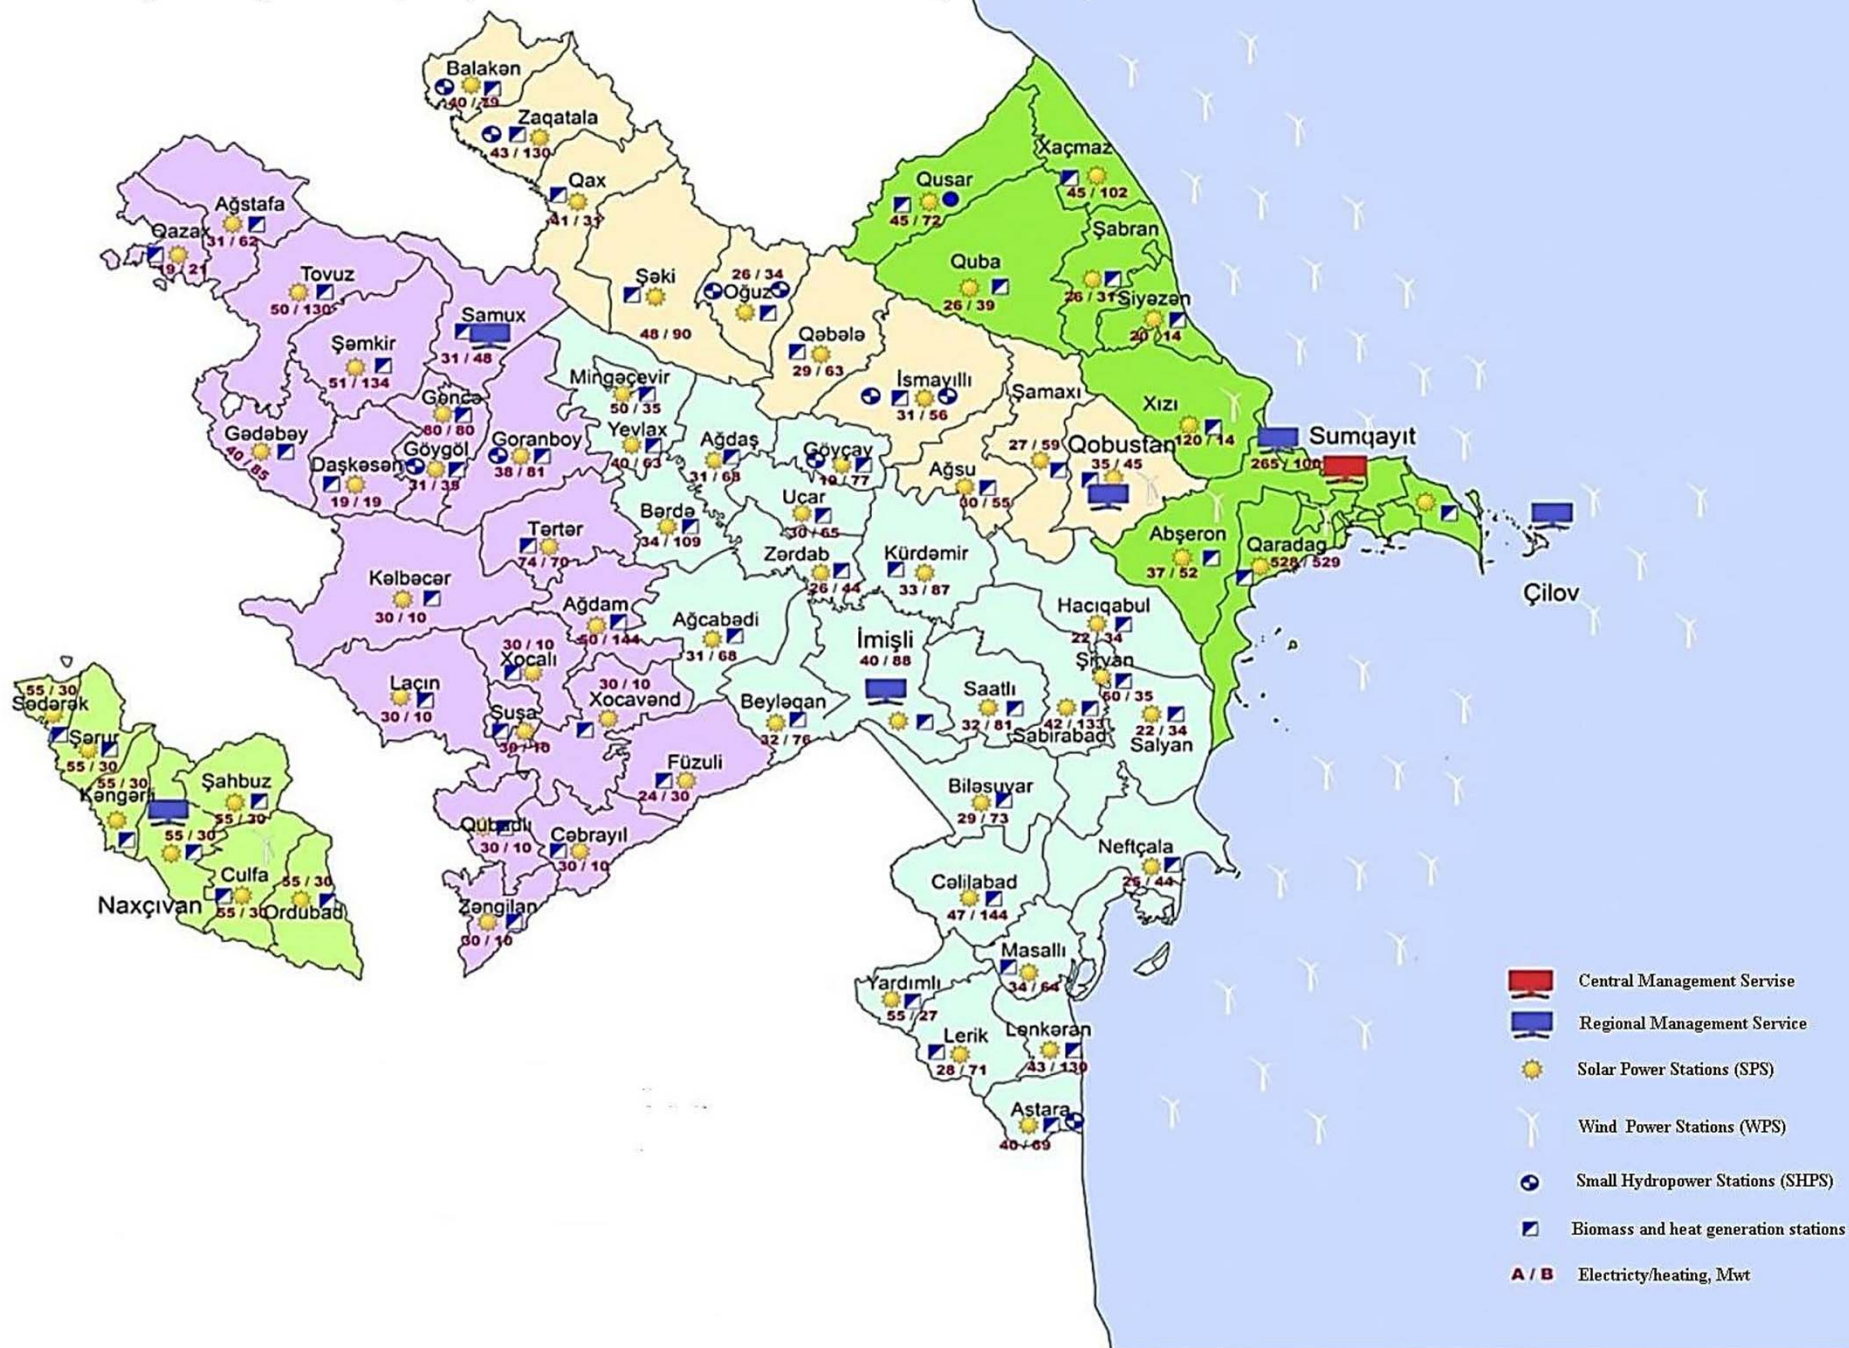 Balakən
40 / 79
Zaqatala
43 / 130
Qax
41 / 31
Ağstafa
31 / 62
Qazax
19 / 21
Tovuz
50 / 130
Samux
31 / 48
Şəmkir
51 / 134
Şəki
48 / 90
26 / 34
Oğuz
Qəbələ
29 / 63
Xaçmaz
45 / 102
Qusar
45 / 72
Şabran
26 / 31
Quba
26 / 39
Siyəzən
20 / 14
Mingəçevir
50 / 35
İsmayıllı
31 / 56
Şamaxı
27 / 59
Xızı
120 / 14
Gəncə
80 / 80
Gədəbəy
40 / 85
Daşkəsən
19 / 19
Göygöl
31 / 39
Goranboy
38 / 81
Yevlax
40 / 63
Ağdaş
31 / 68
Göyçay
19 / 77
Ağsu
30 / 55
Qobustan
35 / 45
Sumqayıt
265 / 100
Ucar
30 / 65
Bərdə
34 / 109
Tərtər
74 / 70
Zərdab
26 / 44
Kürdəmir
33 / 87
Abşeron
37 / 52
Qaradag
528 / 529
Çilov
Kəlbəcər
30 / 10
Ağdam
50 / 144
Ağcabədi
31 / 68
İmişli
40 / 88
Hacıqabul
22 / 34
Şirvan
60 / 35
30 / 10
Xocalı
Laçın
30 / 10
30 / 10
Xocavənd
Şuşa
30 / 10
Beyləqan
32 / 76
Saatlı
32 / 81
42 / 133
Sabirabad
22 / 34
Salyan
55 / 30
Sədərək
Şərur
55 / 30
55 / 30
Kəngərli
Şahbuz
55 / 30
55 / 30
Culfa
55 / 30
55 / 30
Ordubad
Naxçıvan
Füzuli
24 / 30
Qubadlı
30 / 10
Cəbrayıl
30 / 10
Zəngilan
30 / 10
Biləsuvar
29 / 73
Neftçala
25 / 44
Cəlilabad
47 / 144
Masallı
34 / 64
Yardımlı
55 / 27
Lerik
28 / 71
Lənkəran
43 / 130
Astara
40 / 69
Central Management Servise
Regional Management Service
Solar Power Stations (SPS)
Wind Power Stations (WPS)
Small Hydropower Stations (SHPS)
Biomass and heat generation stations
A / B Electricty/heating, Mwt